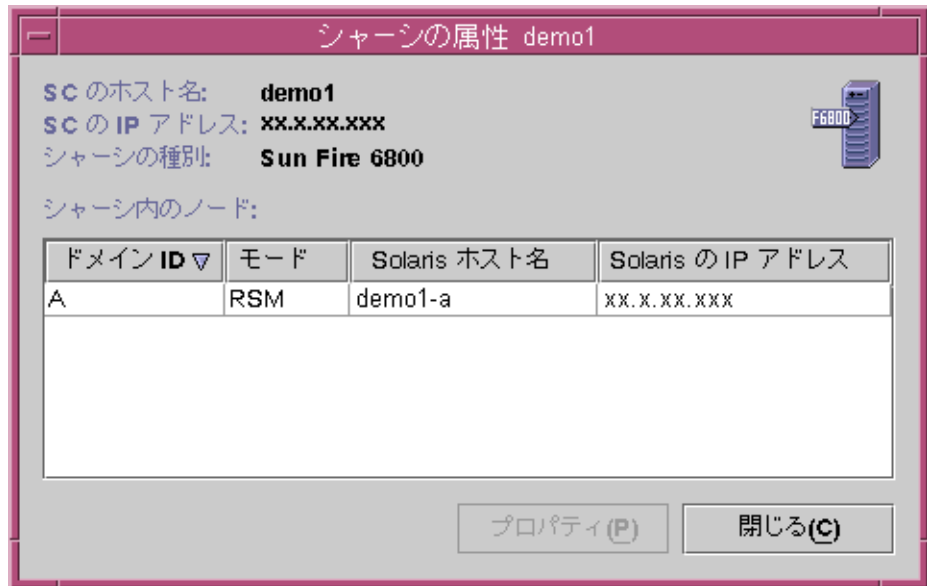 シャーシの属性 demo1
SC のホスト名: demo1
SC の IP アドレス: xx.x.xx.xxx
シャーシの種別: Sun Fire 6800
F6800
シャーシ内のノード:
ドメイン ID モード Solaris ホスト名 Solaris の IP アドレス
A RSM demo1-a xx.x.xx.xxx
プロパティ(P) 閉じる(C)